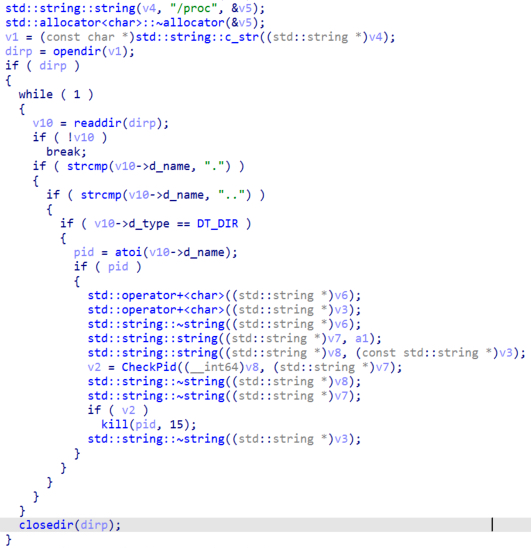 std::string::string(v4, "/proc", &v5);
std::allocator<char>::~allocator(&v5);
v1 = (const char *)std::string::c_str((std::string *)v4);
dirp = opendir(v1);
if ( dirp )
{
  while ( 1 )
  {
    v10 = readdir(dirp);
    if ( !v10 )
      break;
    if ( strcmp(v10->d_name, ".") )
    {
      if ( strcmp(v10->d_name, "..") )
      {
        if ( v10->d_type == DT_DIR )
        {
          pid = atoi(v10->d_name);
          if ( pid )
          {
            std::operator+<char>((std::string *)v6);
            std::operator+<char>((std::string *)v3);
            std::string::~string((std::string *)v6);
            std::string::string((std::string *)v7, a1);
            std::string::string((std::string *)v8, (const std::string *)v3);
            v2 = CheckPid((__int64)v8, (std::string *)v7);
            std::string::~string((std::string *)v8);
            std::string::~string((std::string *)v7);
            if ( v2 )
              kill(pid, 15);
            std::string::~string((std::string *)v3);
          }
        }
      }
    }
  }
  closedir(dirp);
}